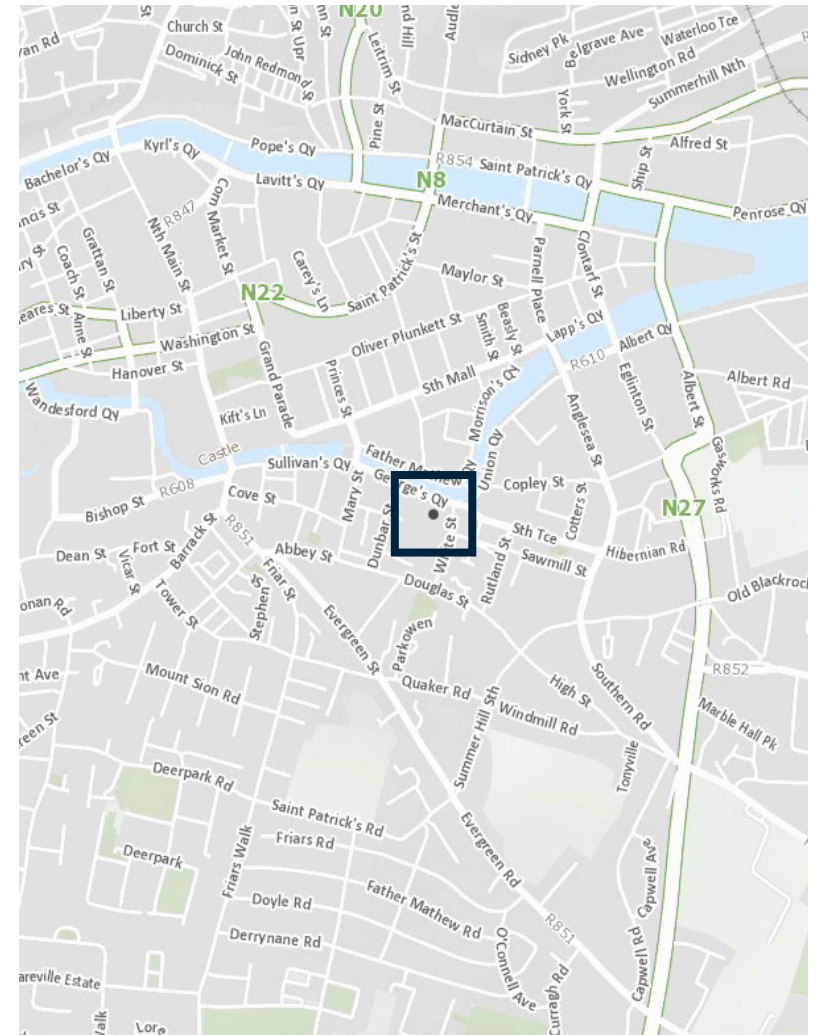 N20
Church St
John Redmond St
Dominick St
Leitrim St
Pine St
Sidney Pk
Belgrave Ave
Waterloo Tce
Wellington Rd
Summerhill Nth
York St
MacCurtain St
Alfred St
Ship St
Bachelor's Qy
Kyrl's Qy
Pope's Qy
R854
Saint Patrick's Qy
Lavitt's Qy
N8
Merchant's Qy
Penrose Qy
R847
Corn Market St
Nth Main St
Grattan St
Coach St
Anne St
Carey's Ln
Saint Patrick's St
Maylor St
Parnell Place
Clontarf St
N22
Liberty St
Washington St
Hanover St
Oliver Plunkett St
Smith St
Beasly St
Lapp's Qy
R610
Albert Qy
Wandesford Qy
Grand Parade
Princes St
Sth Mall
Morrison's Qy
Eglinton St
Albert St
Albert Rd
Kift's Ln
Castle
Sullivan's Qy
Father Mathew Qy
George's Qy
Union Qy
Anglesea St
Gasworks Rd
R608
Bishop St
Cove St
Mary St
Dunbar St
White St
Copley St
Cotters St
N27
Sth Tce
Hibernian Rd
Sawmill St
R851
Barrack St
Dean St
Fort St
Vicar St
Abbey St
Friar St
Tower St
Stephen
Rutland St
Douglas St
Evergreen St
Parkowen
Mount Sion Rd
Quaker Rd
High St
Windmill Rd
Southern Rd
R852
Marble Hall Pk
Summer Hill Sth
Tonyville
Deerpark Rd
Saint Patrick's Rd
Friars Rd
Deerpark
Friars Walk
Evergreen Rd
Father Mathew Rd
Doyle Rd
Derrynane Rd
R851
O'Connell Ave
Capwell Ave
Capwell Rd
Curragh Rd